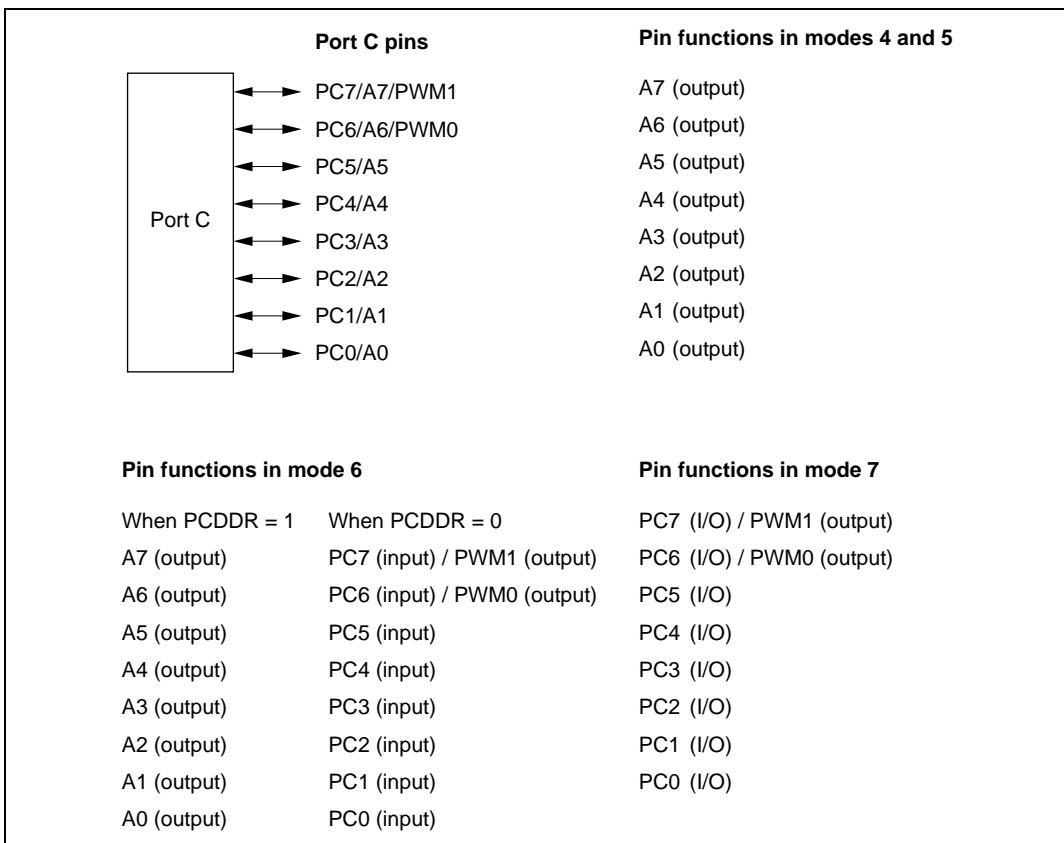 Port C pins
Pin functions in modes 4 and 5
Port C
PC7/A7/PWM1
A7 (output)
PC6/A6/PWM0
A6 (output)
PC5/A5
A5 (output)
PC4/A4
A4 (output)
PC3/A3
A3 (output)
PC2/A2
A2 (output)
PC1/A1
A1 (output)
PC0/A0
A0 (output)
Pin functions in mode 6
Pin functions in mode 7
When PCDDR = 1
When PCDDR = 0
PC7 (I/O) / PWM1 (output)
A7 (output)
PC7 (input) / PWM1 (output)
PC6 (I/O) / PWM0 (output)
A6 (output)
PC6 (input) / PWM0 (output)
PC5 (I/O)
A5 (output)
PC5 (input)
PC4 (I/O)
A4 (output)
PC4 (input)
PC3 (I/O)
A3 (output)
PC3 (input)
PC2 (I/O)
A2 (output)
PC2 (input)
PC1 (I/O)
A1 (output)
PC1 (input)
PC0 (I/O)
A0 (output)
PC0 (input)